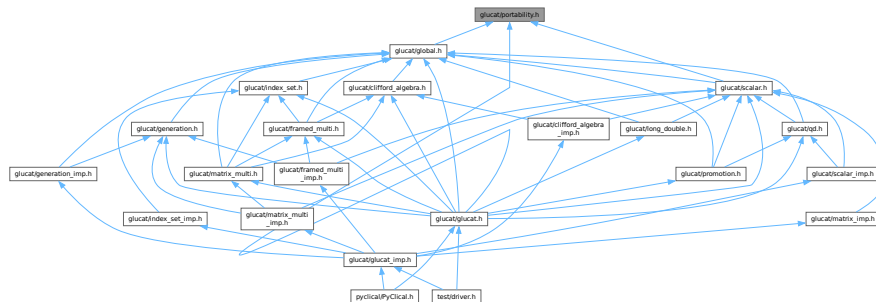 glucat/portability.h
glucat/global.h
glucat/index_set.h
glucat/clifford_algebra.h
glucat/scalar.h
glucat/generation.h
glucat/framed_multi.h
glucat/clifford_algebra
_imp.h
glucat/long_double.h
glucat/qd.h
glucat/generation_imp.h
glucat/matrix_multi.h
glucat/framed_multi
_imp.h
glucat/promotion.h
glucat/scalar_imp.h
glucat/index_set_imp.h
glucat/matrix_multi
_imp.h
glucat/glucat.h
glucat/matrix_imp.h
glucat/glucat_imp.h
pyclical/PyClical.h
test/driver.h